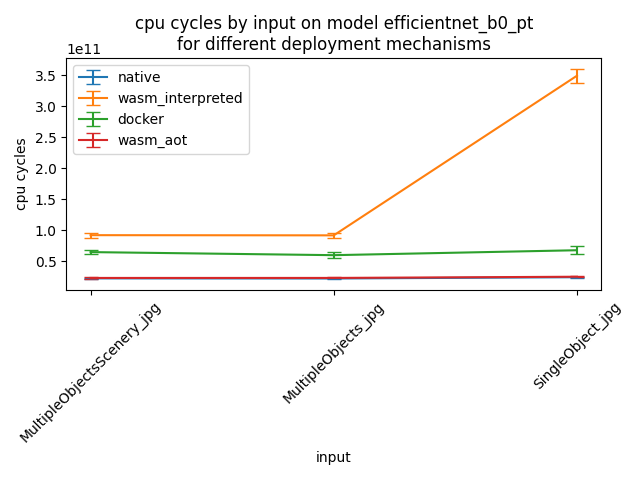 cpu cycles by input on model efficientnet_b0_pt
for different deployment mechanisms
1e11
native
wasm_interpreted
docker
wasm_aot
3.5
3.0
2.5
2.0
1.5
1.0
0.5
cpu cycles
MultipleObjectsScenery_jpg
MultipleObjects_jpg
SingleObject_jpg
input